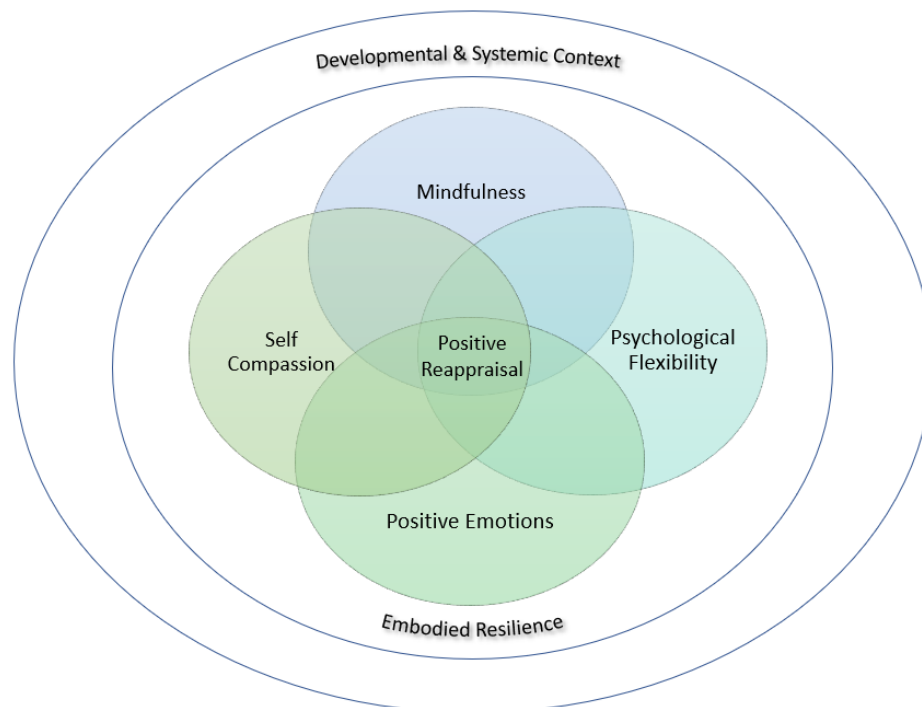 Developmental & Systemic Context
Mindfulness
Self
Compassion
Positive
Reappraisal
Psychological
Flexibility
Positive Emotions
Embodied Resilience